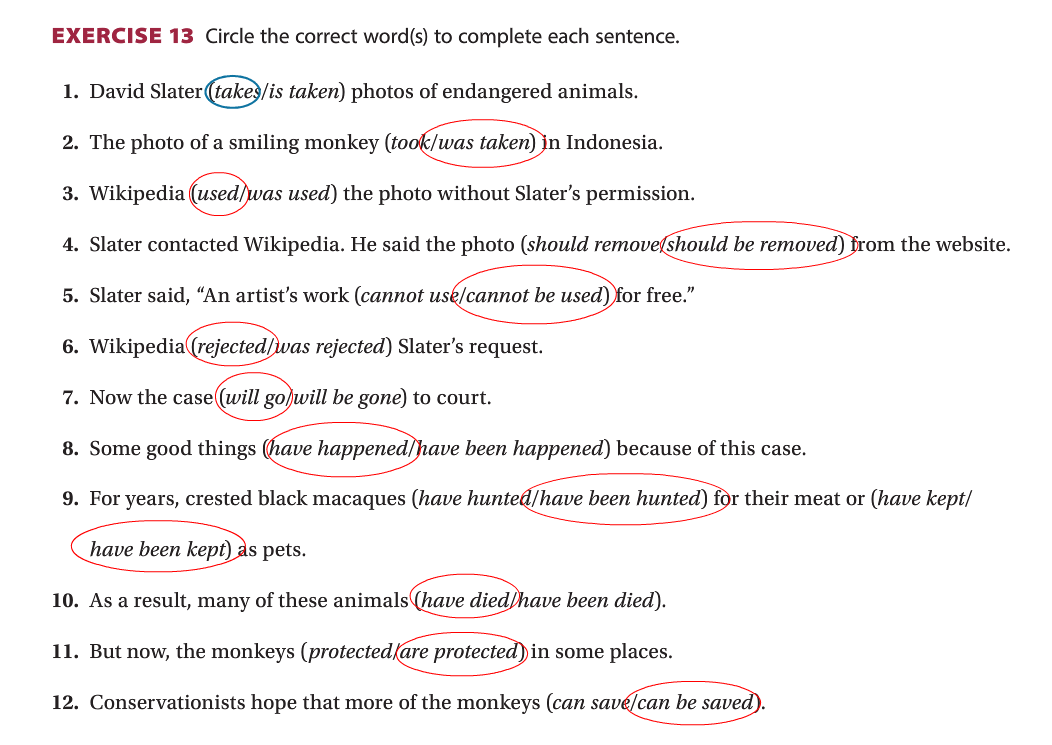 EXERCISE 13 Circle the correct word(s) to complete each sentence.
1. David Slater (takes/is taken) photos of endangered animals.
2. The photo of a smiling monkey (took/was taken) in Indonesia.
3. Wikipedia (used/was used) the photo without Slater’s permission.
4. Slater contacted Wikipedia. He said the photo (should remove/should be removed) from the website.
5. Slater said, “An artist’s work (cannot use/cannot be used) for free.”
6. Wikipedia (rejected/was rejected) Slater’s request.
7. Now the case (will go/will be gone) to court.
8. Some good things (have happened/have been happened) because of this case.
9. For years, crested black macaques (have hunted/have been hunted) for their meat or (have kept/
have been kept) as pets.
10. As a result, many of these animals (have died/have been died).
11. But now, the monkeys (protected/are protected) in some places.
12. Conservationists hope that more of the monkeys (can save/can be saved).